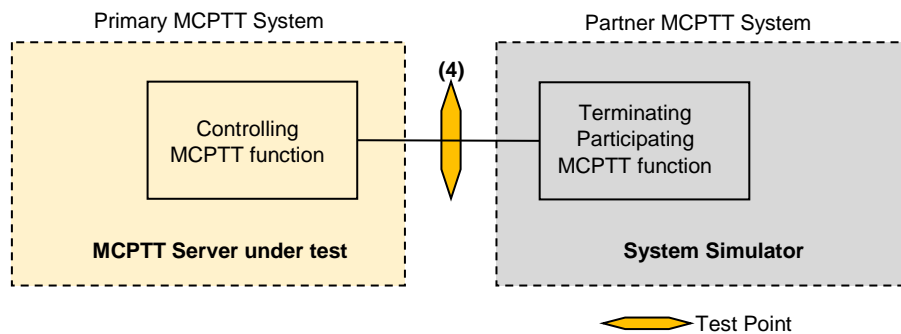 Primary MCPTT System
Partner MCPTT System
(4)
Controlling
MCPTT function
Terminating
Participating
MCPTT function
MCPTT Server under test
System Simulator
Test Point